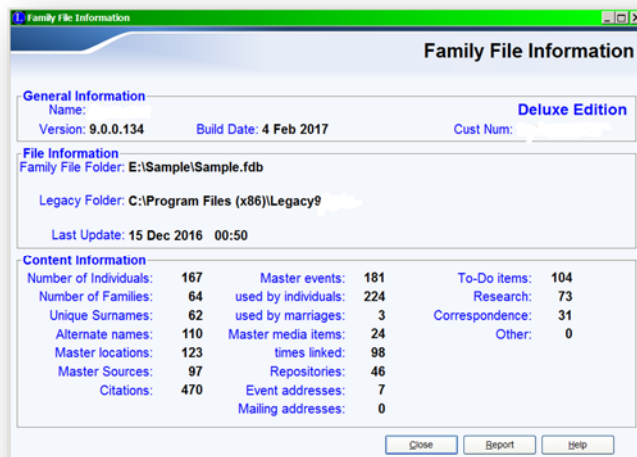 Family File Information
Family File Information
General Information
Name:
Deluxe Edition
Version: 9.0.0.134 Build Date: 4 Feb 2017 Cust Num:
File Information
Family File Folder: E:\Sample\Sample.fdb
Legacy Folder: C:\Program Files (x86)\Legacy9
Last Update: 15 Dec 2016 00:50
Content Information
Number of Individuals: 167 Master events: 181 To-Do items: 104
Number of Families: 64 used by individuals: 224 Research: 73
Unique Surnames: 62 used by marriages: 3 Correspondence: 31
Alternate names: 110 Master media items: 24 Other: 0
Master locations: 123 times linked: 98
Master Sources: 97 Repositories: 46
Citations: 470 Event addresses: 7
Mailing addresses: 0
Close Report Help